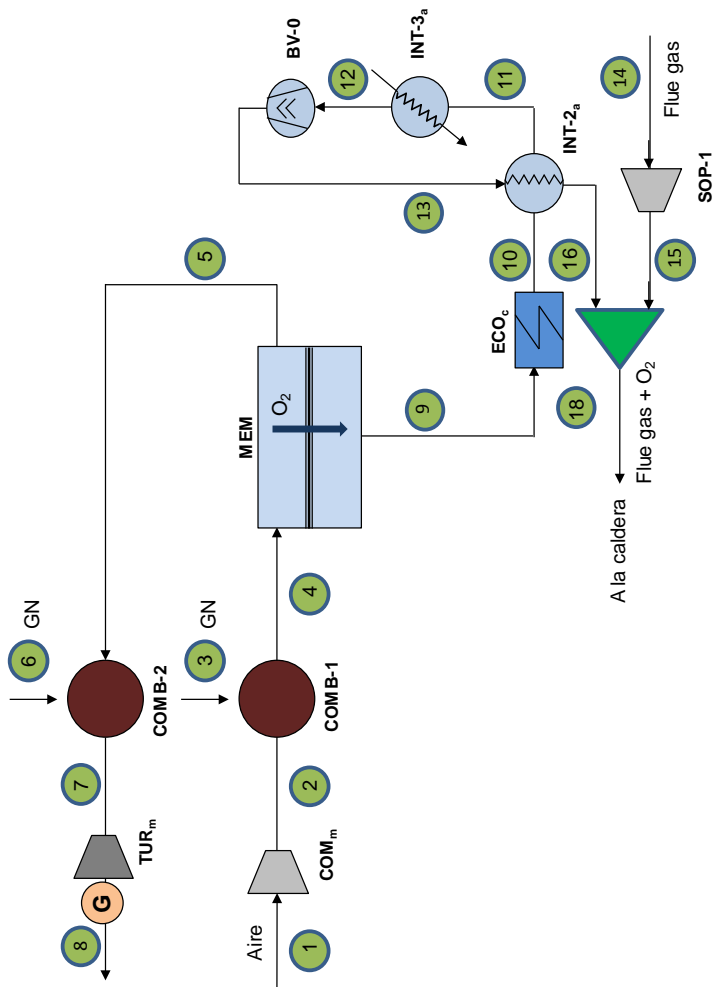 6
GN
8
G
7
TURₘ
COMB-2
3
GN
5
MEM
O₂
Aire
1
2
4
COMₘ
COMB-1
BV-0
12
INT-3ₐ
13
9
ECO꜀
10
11
18
16
INT-2ₐ
14
A la caldera
Flue gas + O₂
15
Flue gas
SOP-1